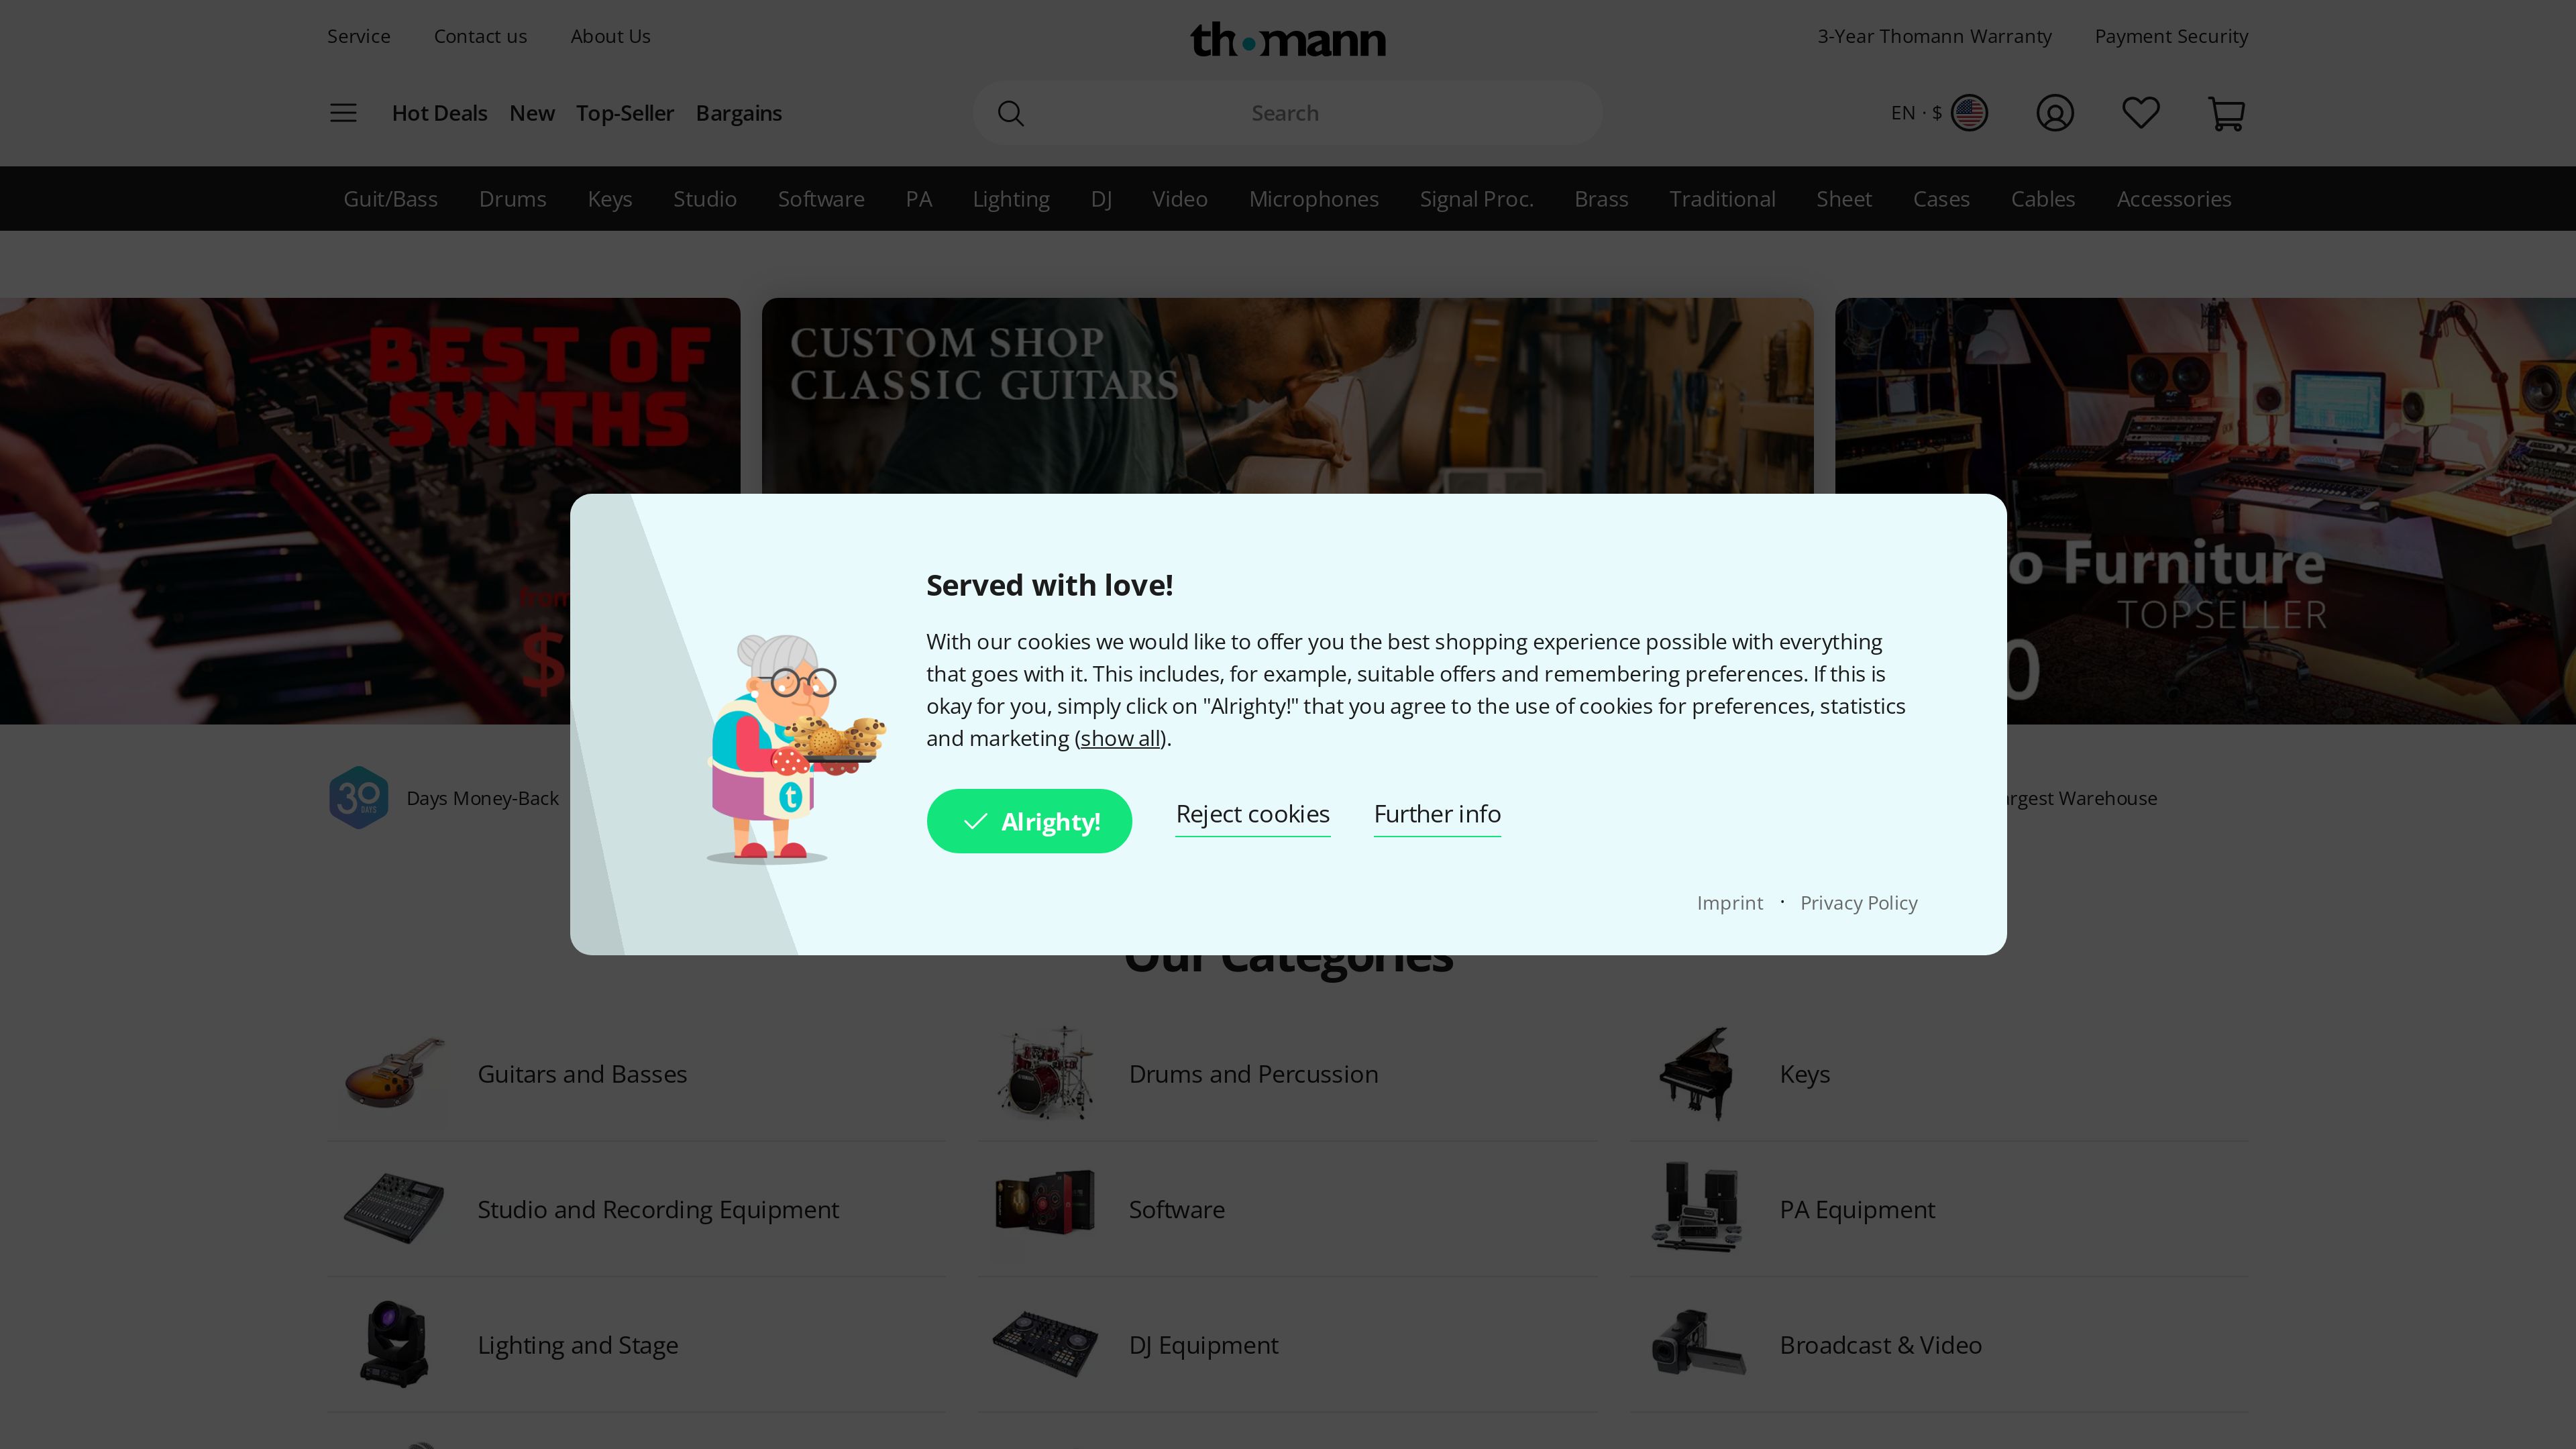 Service Contact us About Us
thomann
3-Year Thomann Warranty Payment Security
Hot Deals New Top-Seller Bargains
Search
EN · $
Guit/Bass Drums Keys Studio Software PA Lighting DJ Video Microphones Signal Proc. Brass Traditional Sheet Cases Cables Accessories
BEST OF
SYNTHS
from
$
CUSTOM SHOP
CLASSIC GUITARS
o Furniture
TOPSELLER
0
Served with love!
With our cookies we would like to offer you the best shopping experience possible with everything
that goes with it. This includes, for example, suitable offers and remembering preferences. If this is
okay for you, simply click on "Alrighty!" that you agree to the use of cookies for preferences, statistics
and marketing (show all).
t
Alrighty! Reject cookies Further info
Imprint · Privacy Policy
30
DAYS
Days Money-Back
argest Warehouse
Our Categories
Guitars and Basses
Drums and Percussion
Keys
Studio and Recording Equipment
Software
PA Equipment
Lighting and Stage
DJ Equipment
Broadcast & Video